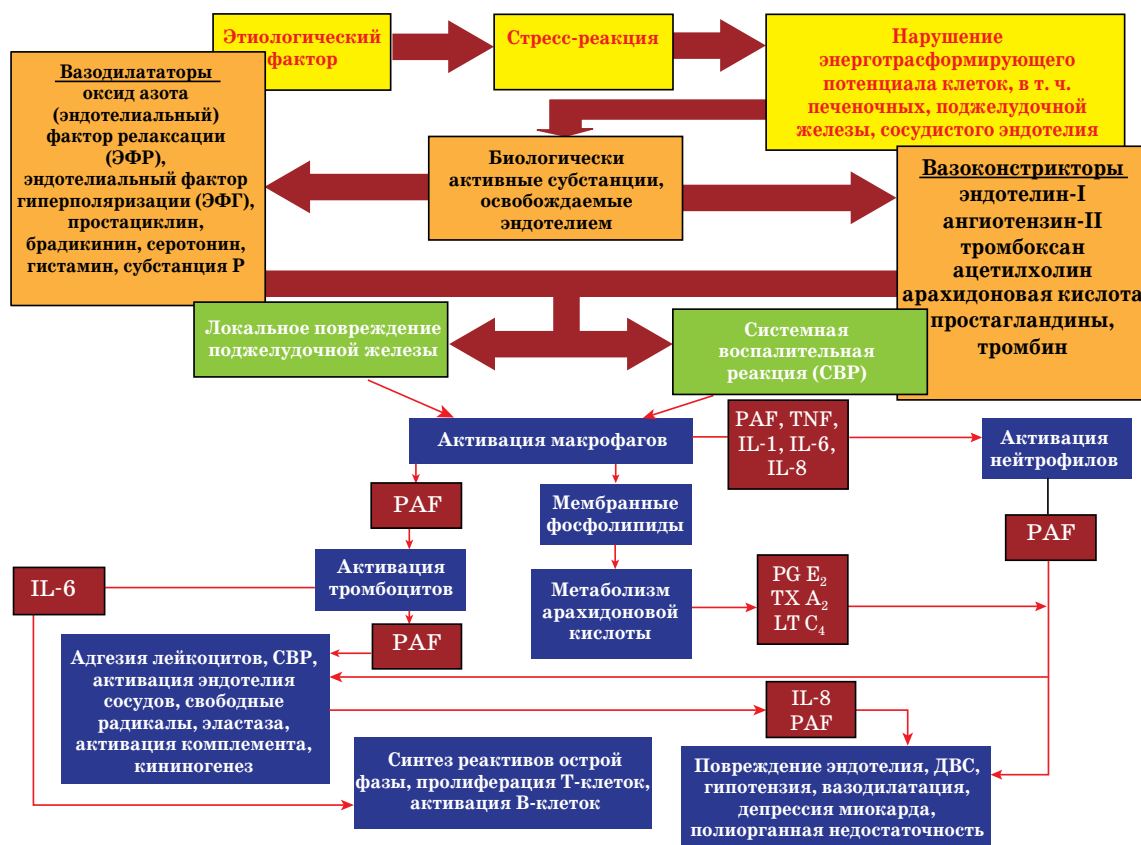 Этиологический
фактор
Стресс-реакция
Нарушение
энерготрасформирующего
потенциала клеток, в т. ч.
печеночных, поджелудочной
железы, сосудистого эндотелия
Вазодилататоры
оксид азота
(эндотелиальный)
фактор релаксации
(ЭФР),
эндотелиальный фактор
гиперполяризации (ЭФГ),
простациклин,
брадикинин, серотонин,
гистамин, субстанция Р
Биологически
активные субстанции,
освобождаемые
эндотелием
Вазоконстрикторы
эндотелин-I
ангиотензин-II
тромбоксан
ацетилхолин
арахидоновая кислота
простагландины,
тромбин
Локальное повреждение
поджелудочной железы
Системная
воспалительная
реакция (СВР)
Активация макрофагов
PAF, TNF,
IL-1, IL-6,
IL-8
Активация
нейтрофилов
PAF
Мембранные
фосфолипиды
PAF
IL-6
Активация
тромбоцитов
Метаболизм
арахидоновой
кислоты
PG E₂
TX A₂
LT C₄
PAF
Адгезия лейкоцитов, СВР,
активация эндотелия
сосудов, свободные
радикалы, эластаза,
активация комплемента,
кининогенез
IL-8
PAF
Синтез реактивов острой
фазы, пролиферация Т-клеток,
активация В-клеток
Повреждение эндотелия, ДВС,
гипотензия, вазодилатация,
депрессия миокарда,
полиорганная недостаточность